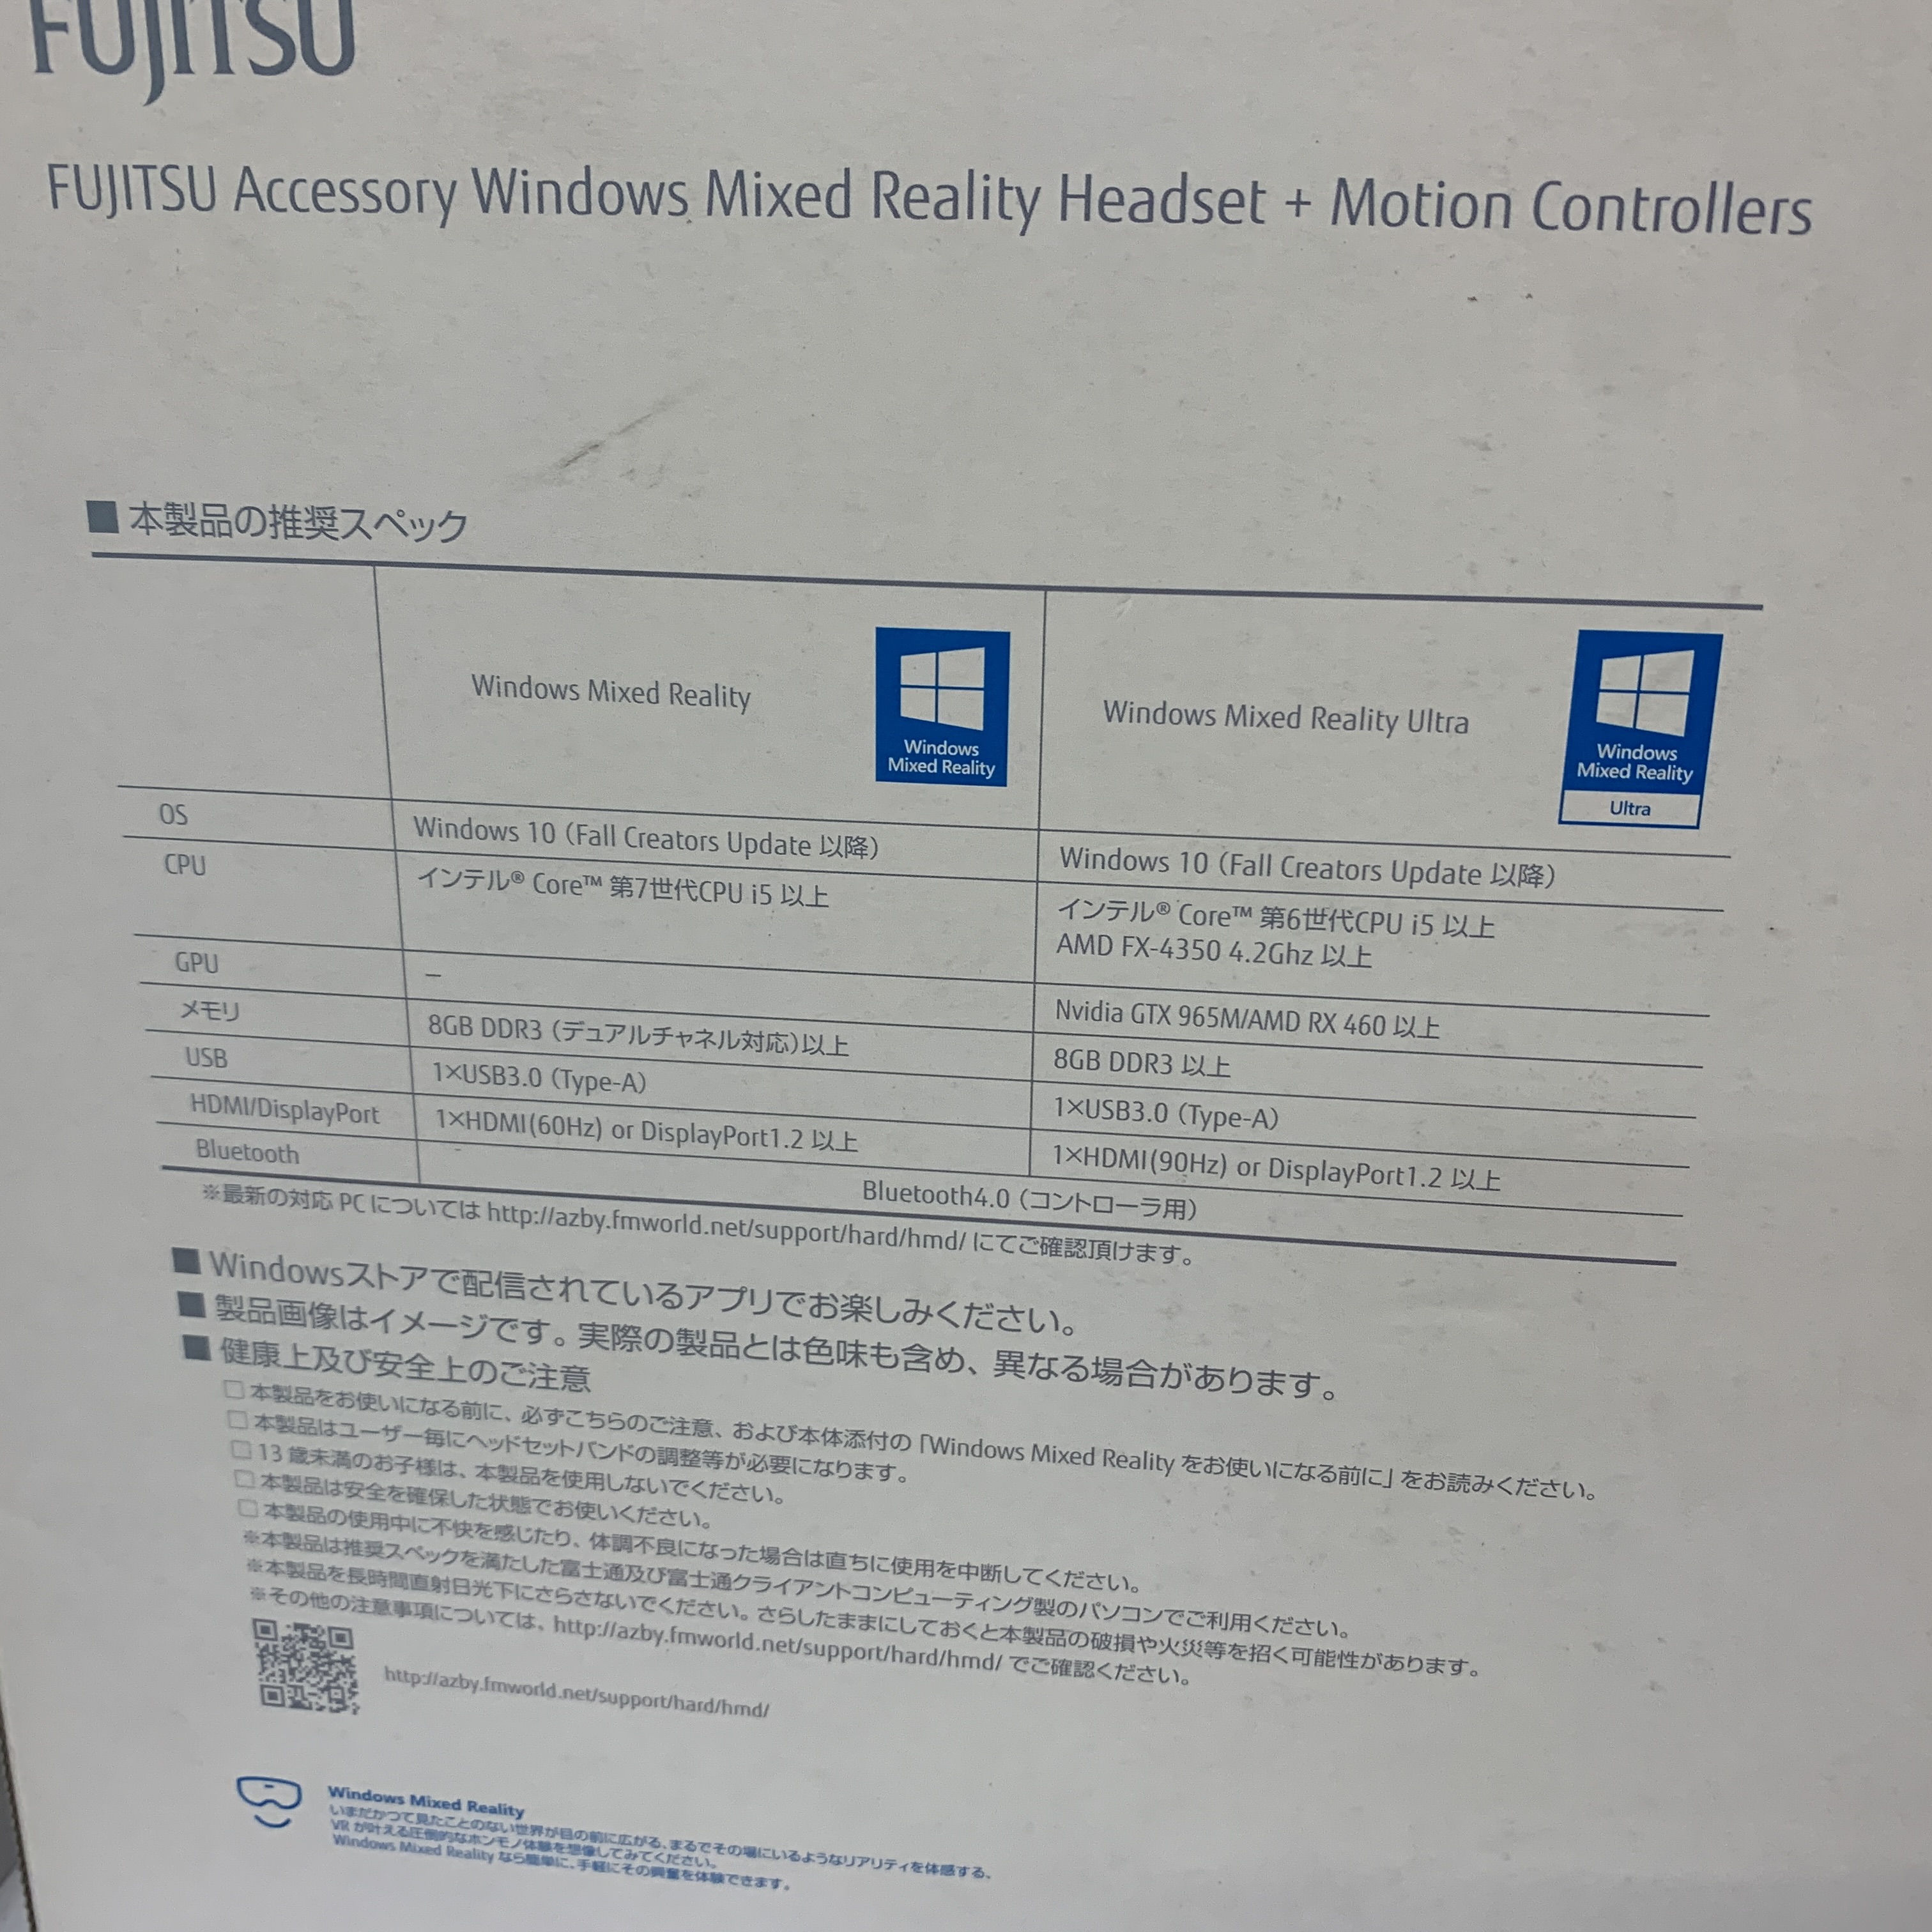 FUJITSU
FUJITSU Accessory Windows Mixed Reality Headset + Motion Controllers
■ 本製品の推奨スペック
Windows Mixed Reality
Windows
Mixed Reality
Windows Mixed Reality Ultra
Windows
Mixed Reality
Ultra
OS
Windows 10（Fall Creators Update 以降）
Windows 10（Fall Creators Update 以降）
CPU
インテル® Core™ 第7世代CPU i5 以上
インテル® Core™ 第6世代CPU i5 以上
AMD FX-4350 4.2Ghz 以上
GPU
–
Nvidia GTX 965M/AMD RX 460 以上
メモリ
8GB DDR3（デュアルチャネル対応）以上
8GB DDR3 以上
USB
1×USB3.0（Type-A）
1×USB3.0（Type-A）
HDMI/DisplayPort
1×HDMI(60Hz) or DisplayPort1.2 以上
1×HDMI(90Hz) or DisplayPort1.2 以上
Bluetooth
Bluetooth4.0（コントローラ用）
※最新の対応 PC については http://azby.fmworld.net/support/hard/hmd/ にてご確認頂けます。
■ Windowsストアで配信されているアプリでお楽しみください。
■ 製品画像はイメージです。実際の製品とは色味も含め、異なる場合があります。
■ 健康上及び安全上のご注意
□ 本製品をお使いになる前に、必ずこちらのご注意、および本体添付の「Windows Mixed Reality をお使いになる前に」をお読みください。
□ 本製品はユーザー毎にヘッドセットバンドの調整等が必要になります。
□ 13 歳未満のお子様は、本製品を使用しないでください。
□ 本製品は安全を確保した状態でお使いください。
□ 本製品の使用中に不快を感じたり、体調不良になった場合は直ちに使用を中断してください。
※本製品は推奨スペックを満たした富士通及び富士通クライアントコンピューティング製のパソコンでご利用ください。
※本製品を長時間直射日光下にさらさないでください。さらしたままにしておくと本製品の破損や火災等を招く可能性があります。
※その他の注意事項については、http://azby.fmworld.net/support/hard/hmd/ でご確認ください。
http://azby.fmworld.net/support/hard/hmd/
Windows Mixed Reality
いまだかつて見たことのない世界が目の前に広がる、まるでその場にいるようなリアリティを体感する、
VR が叶える圧倒的なホンモノ体験を想像してみてください。
Windows Mixed Reality なら簡単に、手軽にその興奮を体験できます。